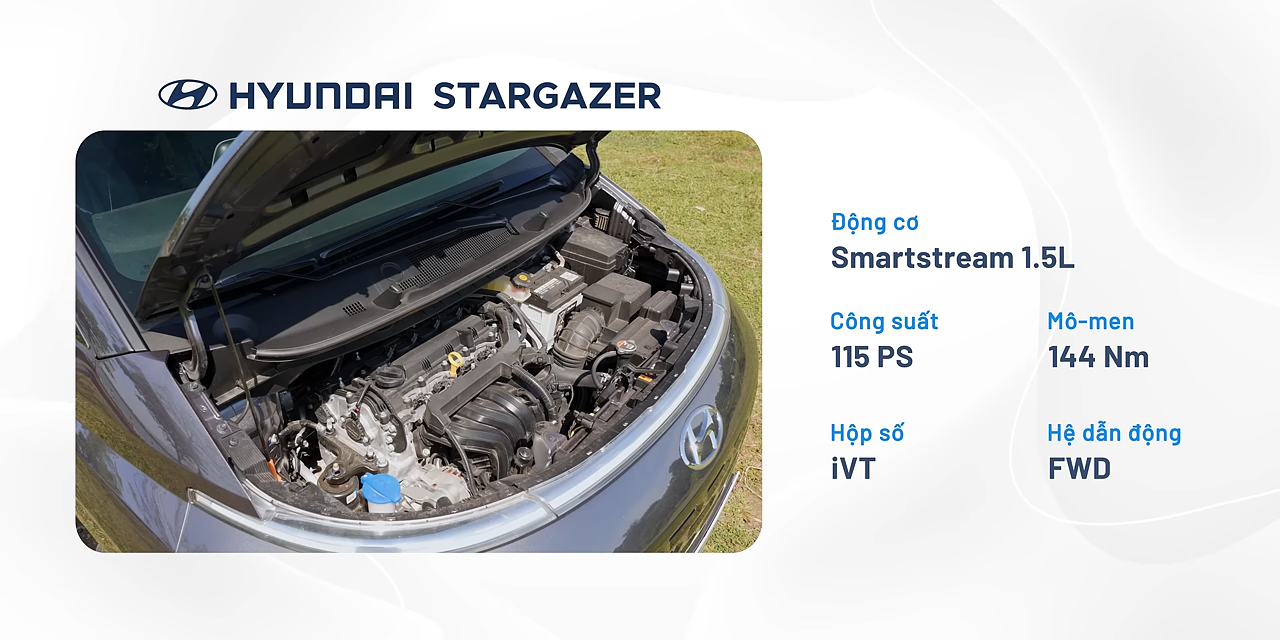 HYUNDAI STARGAZER
Động cơ
Smartstream 1.5L
Công suất
115 PS
Mô-men
144 Nm
Hộp số
iVT
Hệ dẫn động
FWD